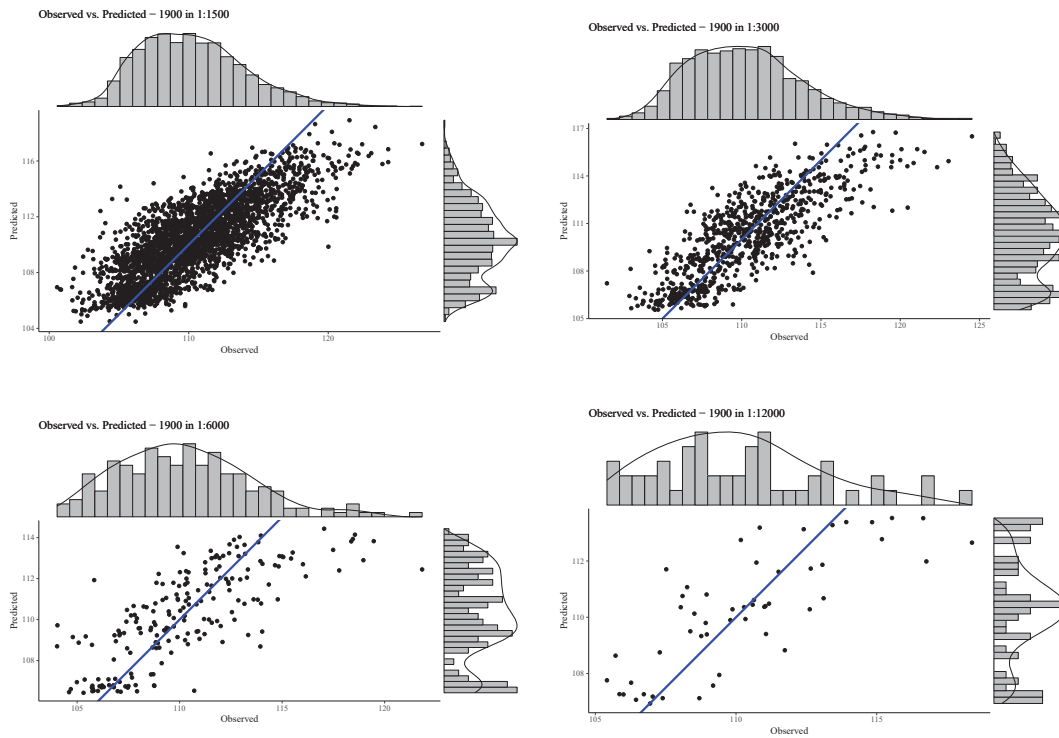 Observed vs. Predicted − 1900 in 1:1500
116
112
108
104
Predicted
100
110
120
Observed
Observed vs. Predicted − 1900 in 1:3000
117
114
111
108
105
Predicted
105
110
115
120
125
Observed
Observed vs. Predicted − 1900 in 1:6000
114
112
110
108
Predicted
105
110
115
120
Observed
Observed vs. Predicted − 1900 in 1:12000
112
110
108
Predicted
105
110
115
Observed